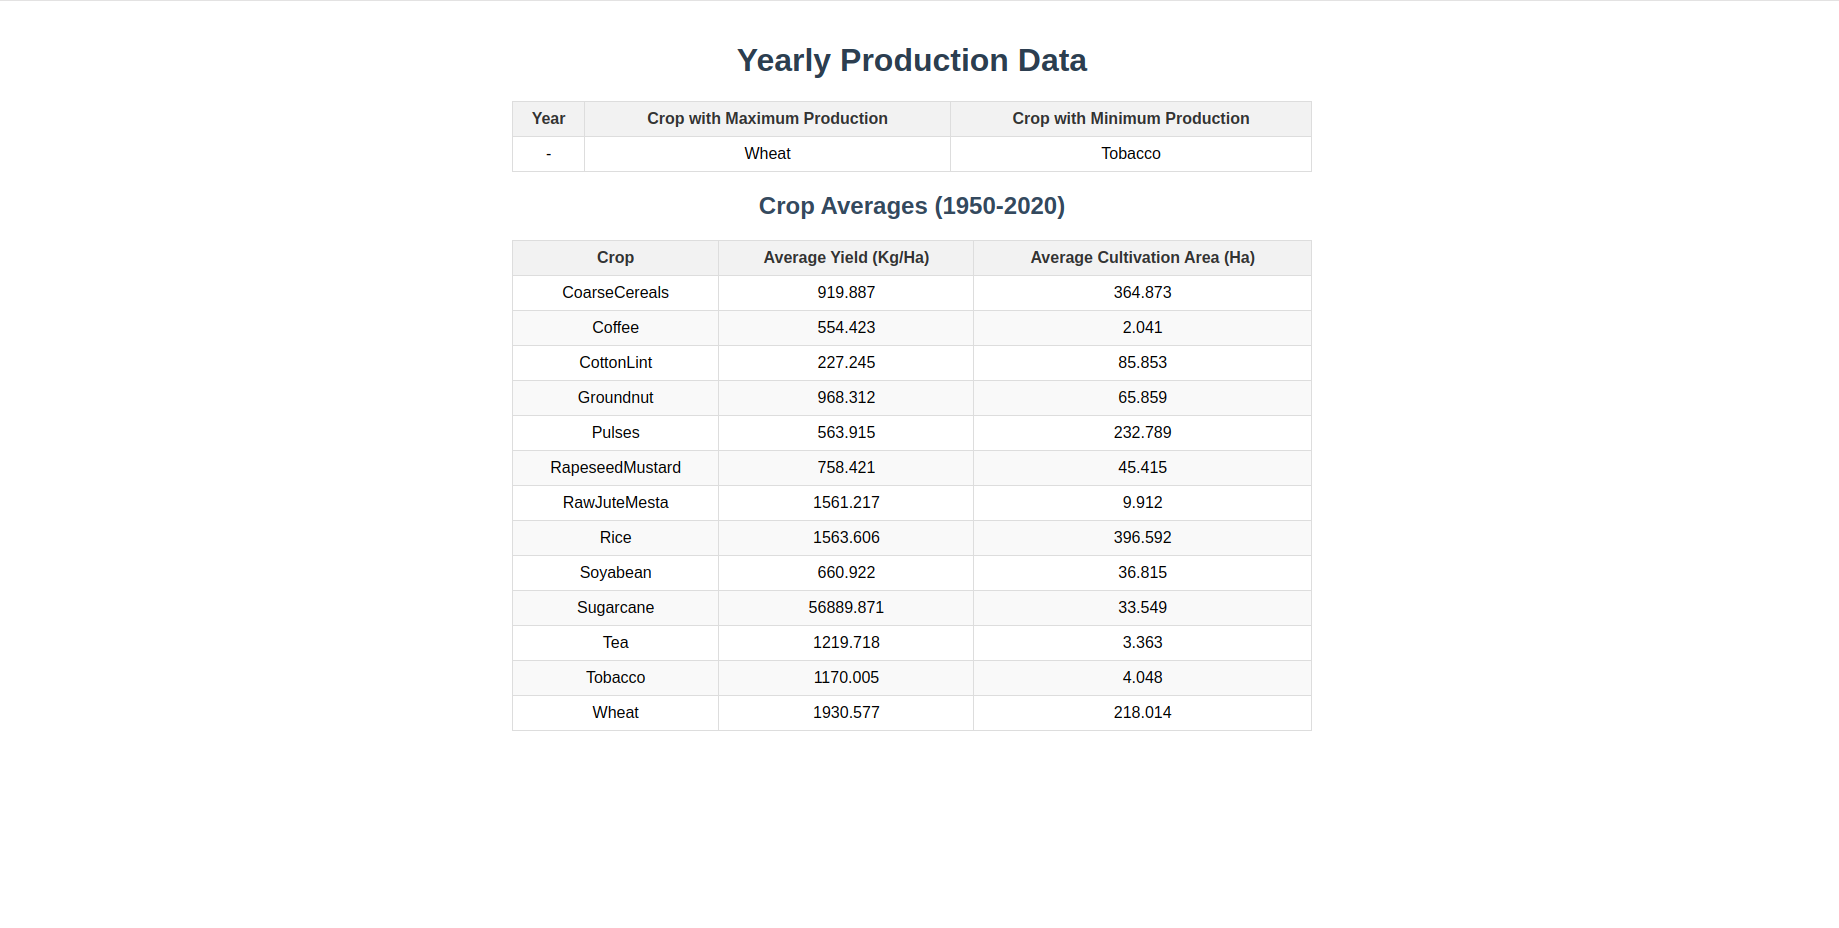 Yearly Production Data
Year Crop with Maximum Production Crop with Minimum Production
- Wheat Tobacco
Crop Averages (1950-2020)
Crop Average Yield (Kg/Ha) Average Cultivation Area (Ha)
CoarseCereals 919.887 364.873
Coffee 554.423 2.041
CottonLint 227.245 85.853
Groundnut 968.312 65.859
Pulses 563.915 232.789
RapeseedMustard 758.421 45.415
RawJuteMesta 1561.217 9.912
Rice 1563.606 396.592
Soyabean 660.922 36.815
Sugarcane 56889.871 33.549
Tea 1219.718 3.363
Tobacco 1170.005 4.048
Wheat 1930.577 218.014